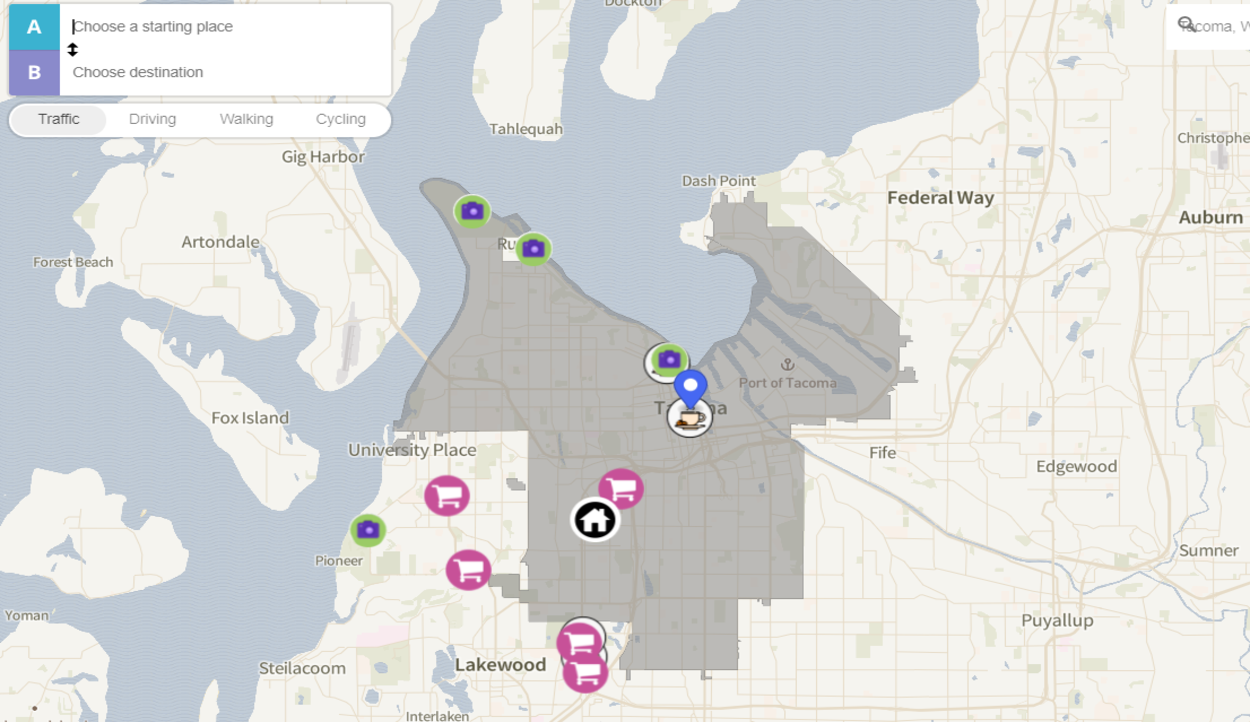 Dockton
A
Choose a starting place
B
Choose destination
Tacoma, W
Traffic
Driving
Walking
Cycling
Tahlequah
Christophe
Gig Harbor
Dash Point
Federal Way
Auburn
Artondale
Ru
Forest Beach
Port of Tacoma
Fox Island
University Place
Fife
Edgewood
Pioneer
Sumner
Yoman
Puyallup
Steilacoom
Lakewood
Interlaken